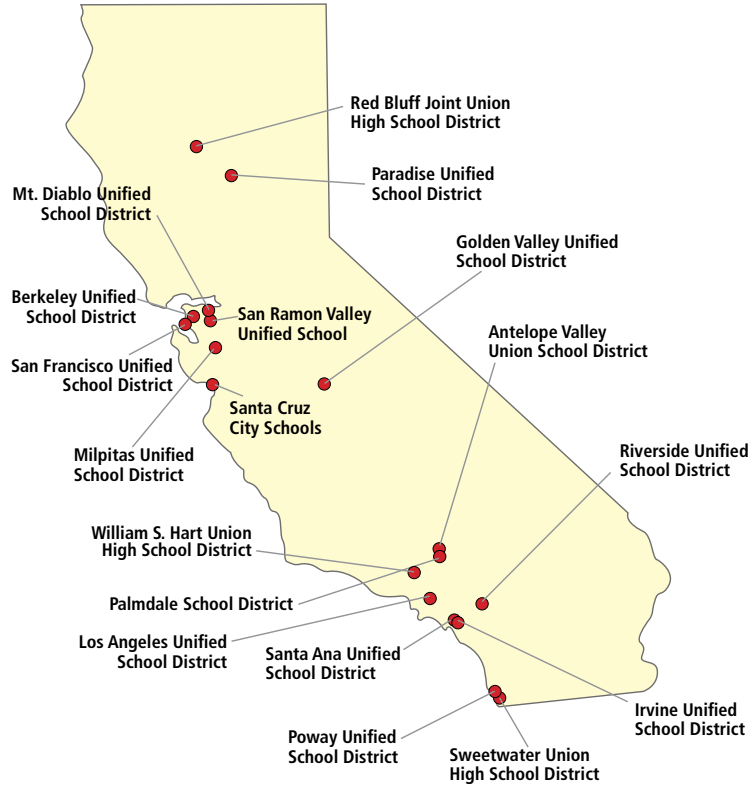 Red Bluff Joint Union
High School District
Paradise Unified
School District
Mt. Diablo Unified
School District
Golden Valley Unified
School District
Berkeley Unified
School District
San Ramon Valley
Unified School
Antelope Valley
Union School District
San Francisco Unified
School District
Santa Cruz
City Schools
Milpitas Unified
School District
Riverside Unified
School District
William S. Hart Union
High School District
Palmdale School District
Los Angeles Unified
School District
Santa Ana Unified
School District
Irvine Unified
School District
Poway Unified
School District
Sweetwater Union
High School District